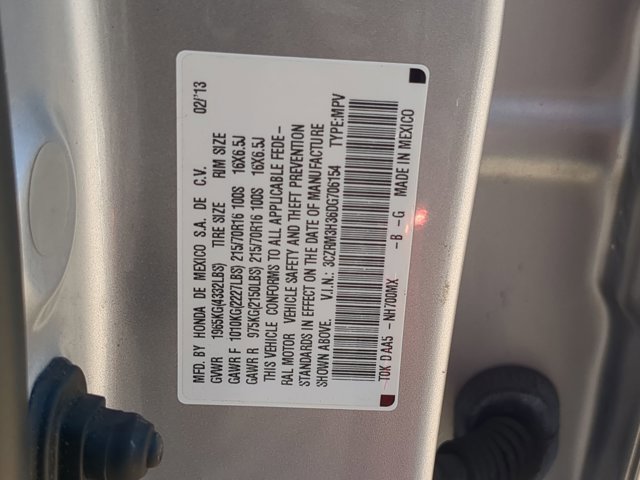 MFD. BY HONDA DE MEXICO S.A. DE C.V. 02/'13
GVWR 1965KG(4332LBS) TIRE SIZE RIM SIZE
GAWR F 1010KG(2227LBS) 215/70R16 100S 16X6.5J
GAWR R 975KG(2150LBS) 215/70R16 100S 16X6.5J
THIS VEHICLE CONFORMS TO ALL APPLICABLE FEDE-
RAL MOTOR VEHICLE SAFETY AND THEFT PREVENTION
STANDARDS IN EFFECT ON THE DATE OF MANUFACTURE
SHOWN ABOVE. V.I.N.: 3CZRM3H36DG706154 TYPE:MPV
T0K DAA5 -NH700MX -B -G MADE IN MEXICO